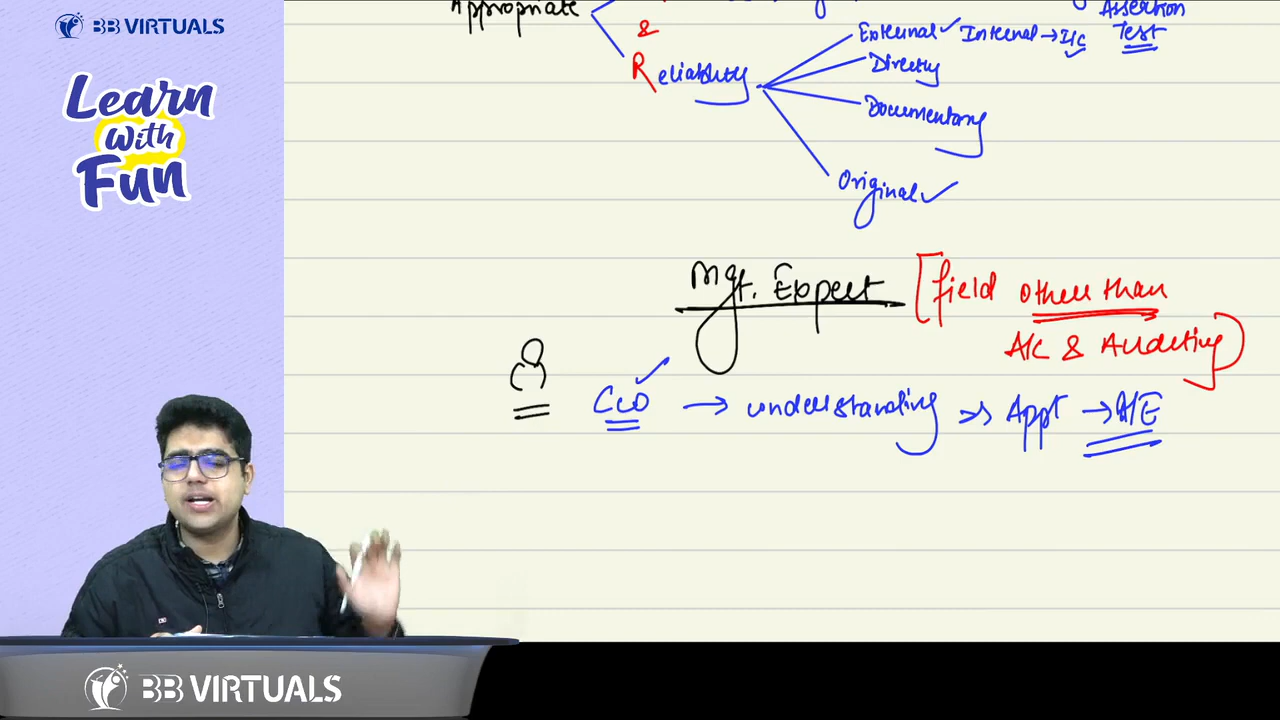 BB VIRTUALS
Learn
With
Fun
Appropriate
&
Reliability
External ✓ Internal → I/c
Assertion
Test
Directly
Documentary
Original ✓
Mgt. Expert [field other than
A/c & Auditing)
CWO → understanding → Appt → A/E
BB VIRTUALS